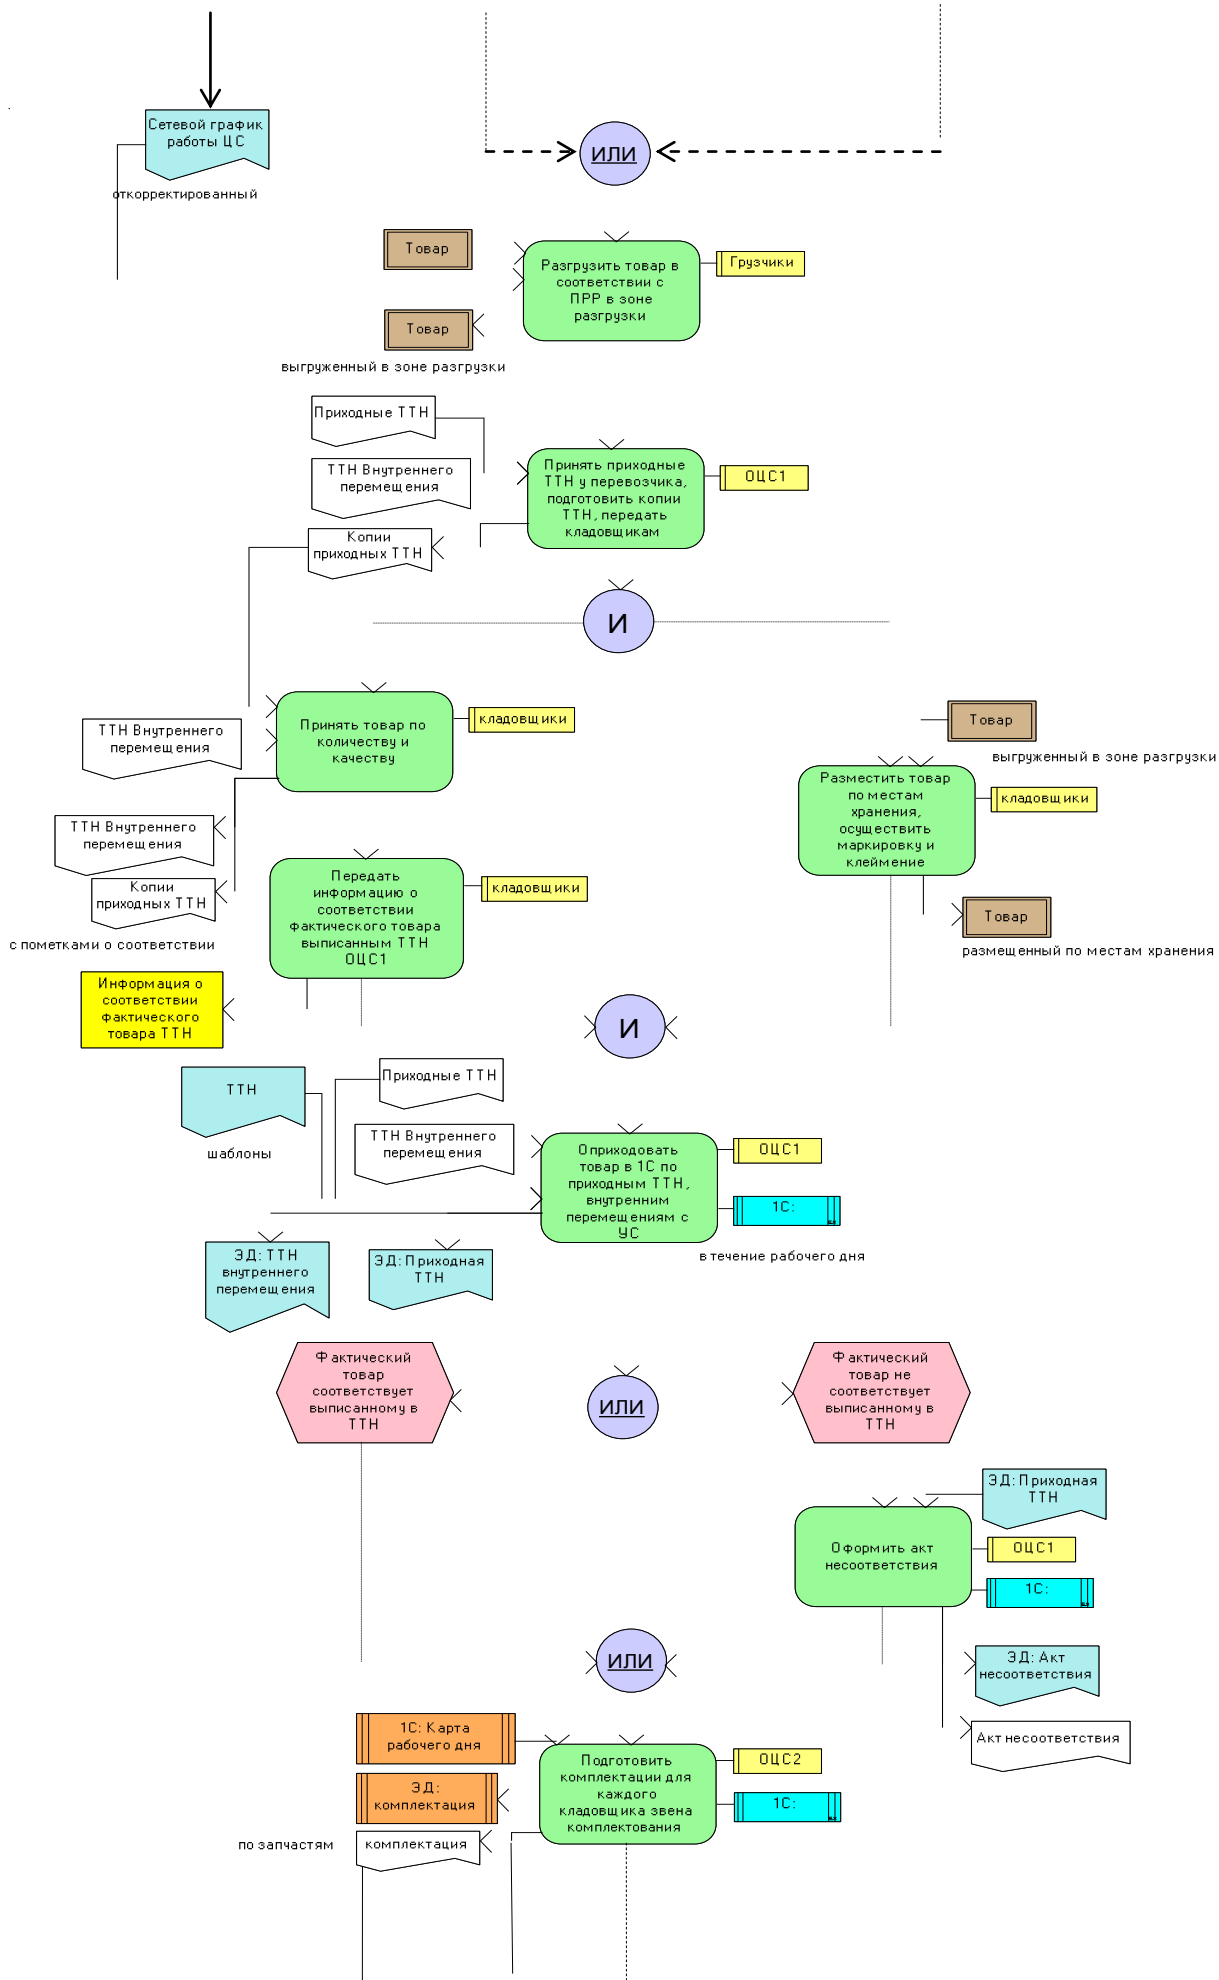 Сетевой график
работы ЦС
откорректированный
ИЛИ
Товар
Разгрузить товар в
соответствии с
ПРР в зоне
разгрузки
Грузчики
Товар
выгруженный в зоне разгрузки
Приходные ТТН
ТТН Внутреннего
перемещения
Принять приходные
ТТН у перевозчика,
подготовить копии
ТТН, передать
кладовщикам
ОЦС1
Копии
приходных ТТН
И
ТТН Внутреннего
перемещения
Принять товар по
количеству и
качеству
кладовщики
Товар
выгруженный в зоне разгрузки
Разместить товар
по местам
хранения,
осуществить
маркировку и
клеймение
кладовщики
ТТН Внутреннего
перемещения
Копии
приходных ТТН
с пометками о соответствии
Передать
информацию о
соответствии
фактического товара
выписанным ТТН
ОЦС1
кладовщики
Товар
размещенный по местам хранения
Информация о
соответствии
фактического
товара ТТН
И
ТТН
шаблоны
Приходные ТТН
ТТН Внутреннего
перемещения
Оприходовать
товар в 1С по
приходным ТТН,
внутренним
перемещениям с
УС
ОЦС1
1С:
в течение рабочего дня
ЭД: ТТН
внутреннего
перемещения
ЭД: Приходная
ТТН
Фактический
товар
соответствует
выписанному в
ТТН
ИЛИ
Фактический
товар не
соответствует
выписанному в
ТТН
ЭД: Приходная
ТТН
Оформить акт
несоответствия
ОЦС1
1С:
ИЛИ
ЭД: Акт
несоответствия
Акт несоответствия
1С: Карта
рабочего дня
ЭД:
комплектация
по запчастям
комплектация
Подготовить
комплектации для
каждого
кладовщика звена
комплектования
ОЦС2
1С: